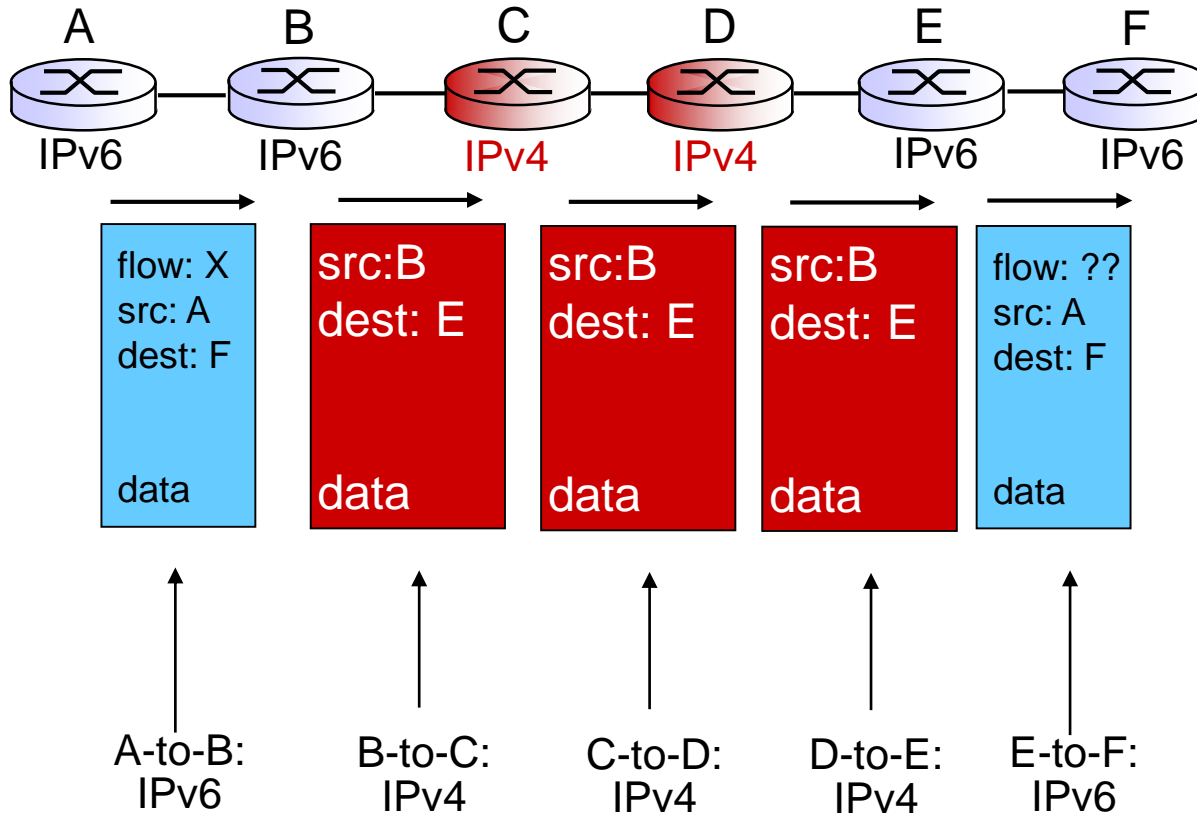 A
B
C
D
E
F
IPv6
IPv6
IPv4
IPv4
IPv6
IPv6
flow: X
src: A
dest: F
data
src:B
dest: E
data
src:B
dest: E
data
src:B
dest: E
data
flow: ??
src: A
dest: F
data
A-to-B:
IPv6
B-to-C:
IPv4
C-to-D:
IPv4
D-to-E:
IPv4
E-to-F:
IPv6